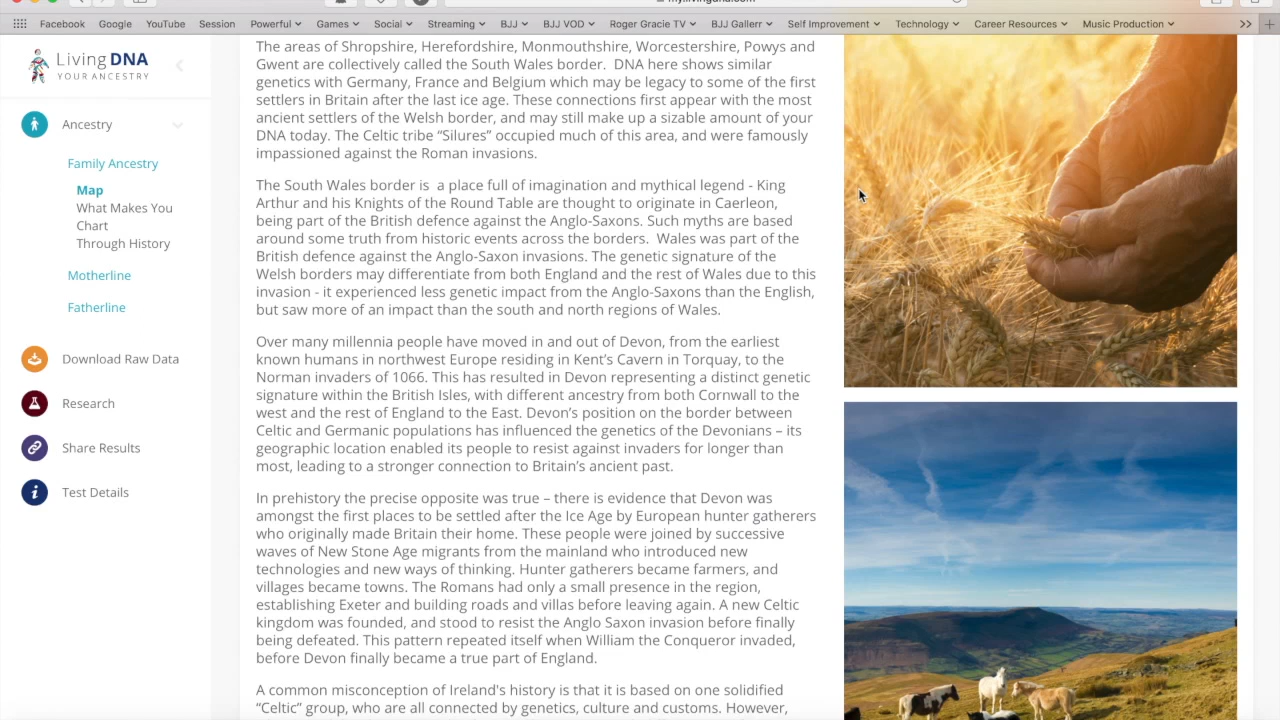 Facebook Google YouTube Session Powerful Games Social Streaming BJJ BJJ VOD Roger Gracie TV BJJ Gallerr Self Improvement Technology Career Resources Music Production
Living DNA
YOUR ANCESTRY
Ancestry
Family Ancestry
Map
What Makes You
Chart
Through History
Motherline
Fatherline
Download Raw Data
Research
Share Results
Test Details
The areas of Shropshire, Herefordshire, Monmouthshire, Worcestershire, Powys and
Gwent are collectively called the South Wales border. DNA here shows similar
genetics with Germany, France and Belgium which may be legacy to some of the first
settlers in Britain after the last ice age. These connections first appear with the most
ancient settlers of the Welsh border, and may still make up a sizable amount of your
DNA today. The Celtic tribe “Silures” occupied much of this area, and were famously
impassioned against the Roman invasions.
The South Wales border is a place full of imagination and mythical legend - King
Arthur and his Knights of the Round Table are thought to originate in Caerleon,
being part of the British defence against the Anglo-Saxons. Such myths are based
around some truth from historic events across the borders. Wales was part of the
British defence against the Anglo-Saxon invasions. The genetic signature of the
Welsh borders may differentiate from both England and the rest of Wales due to this
invasion - it experienced less genetic impact from the Anglo-Saxons than the English,
but saw more of an impact than the south and north regions of Wales.
Over many millennia people have moved in and out of Devon, from the earliest
known humans in northwest Europe residing in Kent’s Cavern in Torquay, to the
Norman invaders of 1066. This has resulted in Devon representing a distinct genetic
signature within the British Isles, with different ancestry from both Cornwall to the
west and the rest of England to the East. Devon’s position on the border between
Celtic and Germanic populations has influenced the genetics of the Devonians – its
geographic location enabled its people to resist against invaders for longer than
most, leading to a stronger connection to Britain’s ancient past.
In prehistory the precise opposite was true – there is evidence that Devon was
amongst the first places to be settled after the Ice Age by European hunter gatherers
who originally made Britain their home. These people were joined by successive
waves of New Stone Age migrants from the mainland who introduced new
technologies and new ways of thinking. Hunter gatherers became farmers, and
villages became towns. The Romans had only a small presence in the region,
establishing Exeter and building roads and villas before leaving again. A new Celtic
kingdom was founded, and stood to resist the Anglo Saxon invasion before finally
being defeated. This pattern repeated itself when William the Conqueror invaded,
before Devon finally became a true part of England.
A common misconception of Ireland's history is that it is based on one solidified
“Celtic” group, who are all connected by genetics, culture and customs. However,